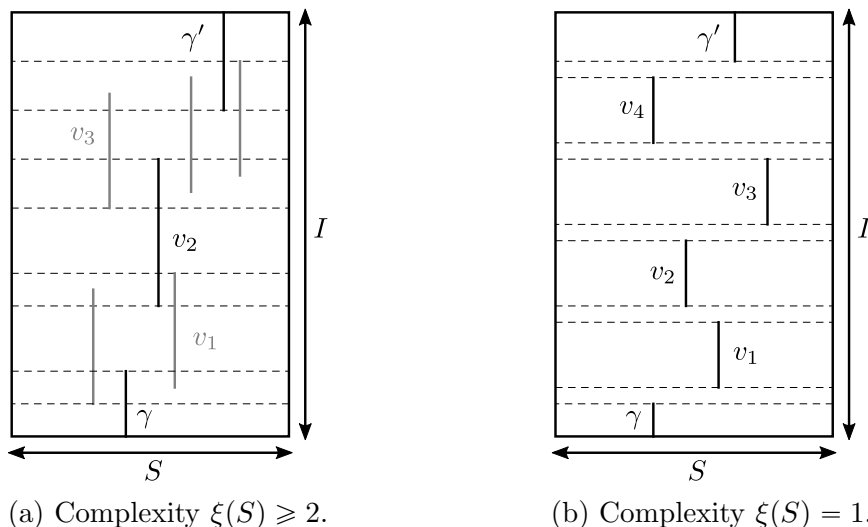 γ′ γ′
v₄
v₃
v₃
v₂ I v₂ I
v₁ v₁
γ γ
S S
(a) Complexity ξ(S) ⩾ 2. (b) Complexity ξ(S) = 1.